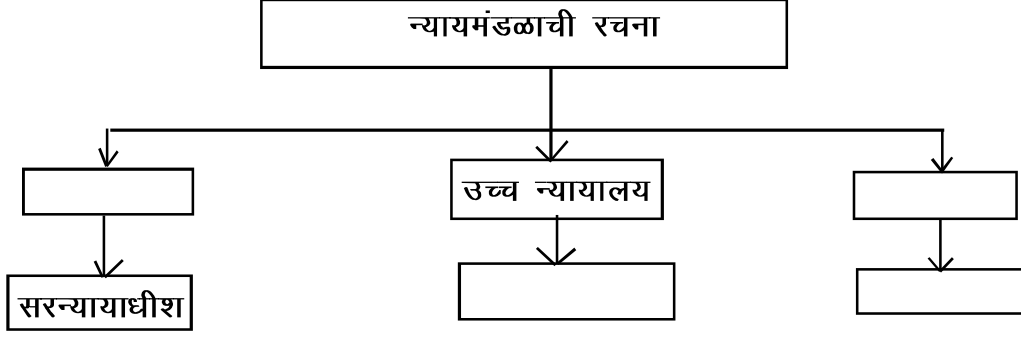 न्यायमंडळाची रचना
उच्च न्यायालय
सरन्यायाधीश